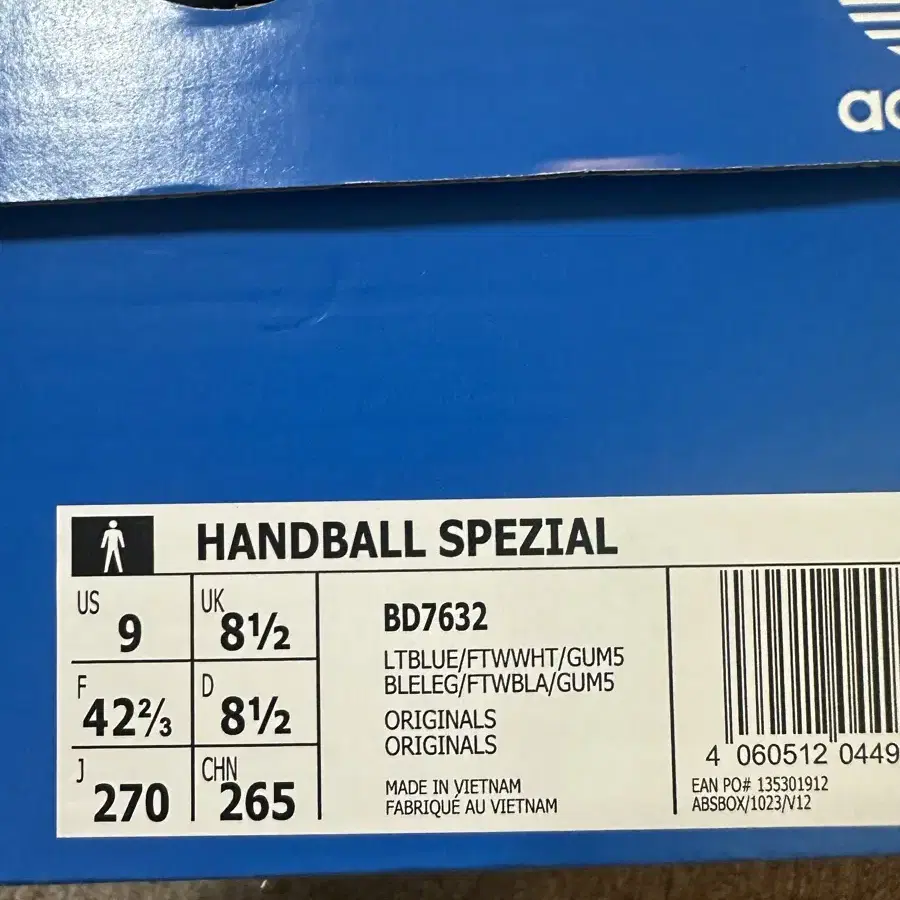 HANDBALL SPEZIAL
US 9 UK 8½
F 42⅔ D 8½
J 270 CHN 265
BD7632
LTBLUE/FTWWHT/GUM5
BLELEG/FTWBLA/GUM5
ORIGINALS
ORIGINALS
MADE IN VIETNAM
FABRIQUÉ AU VIETNAM
4 060512 0449
EAN PO# 135301912
ABSBOX/1023/V12